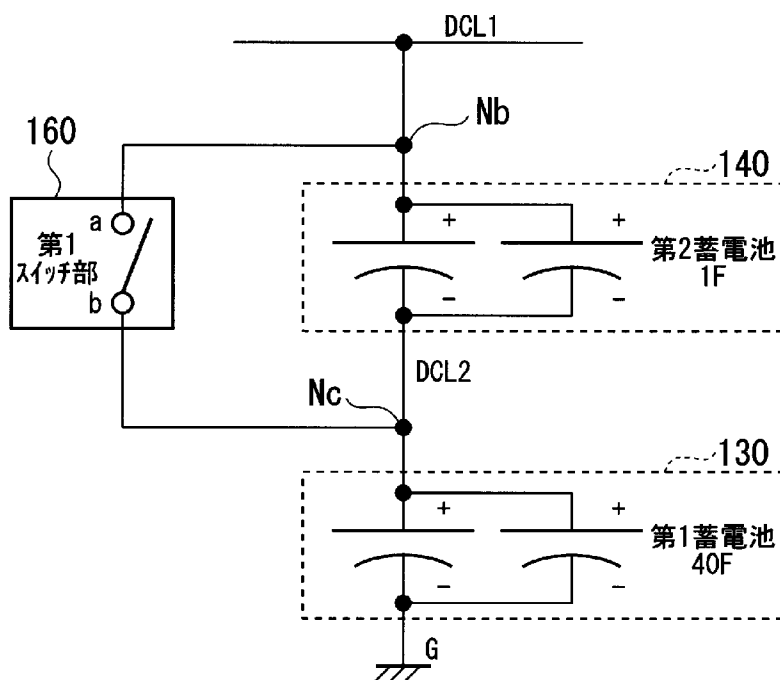 DCL1
Nb
160
140
a
第1
スイッチ部
b
+
+
第2蓄電池
1F
−
−
DCL2
Nc
130
+
+
第1蓄電池
40F
−
−
G